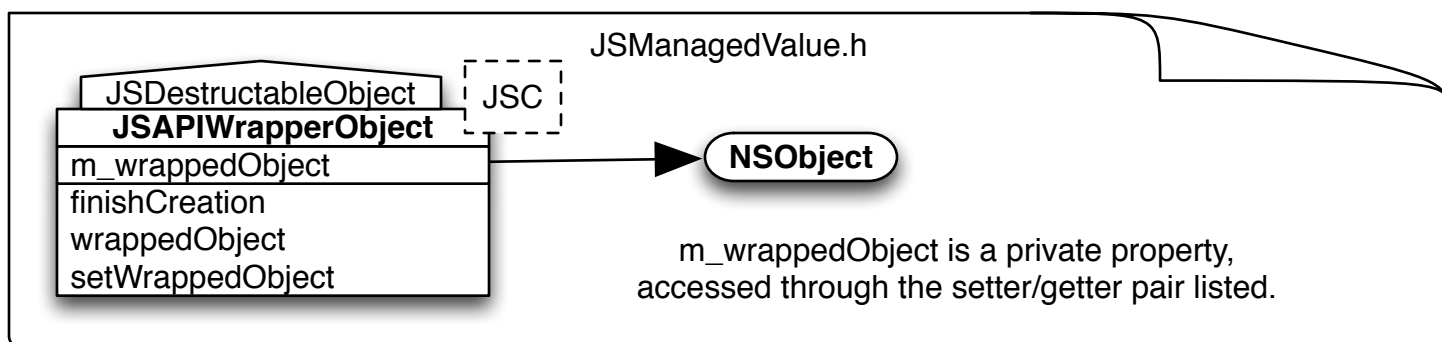 JSManagedValue.h
JSDestructableObject
JSC
JSAPIWrapperObject
m_wrappedObject
NSObject
finishCreation
wrappedObject
setWrappedObject
m_wrappedObject is a private property,
accessed through the setter/getter pair listed.